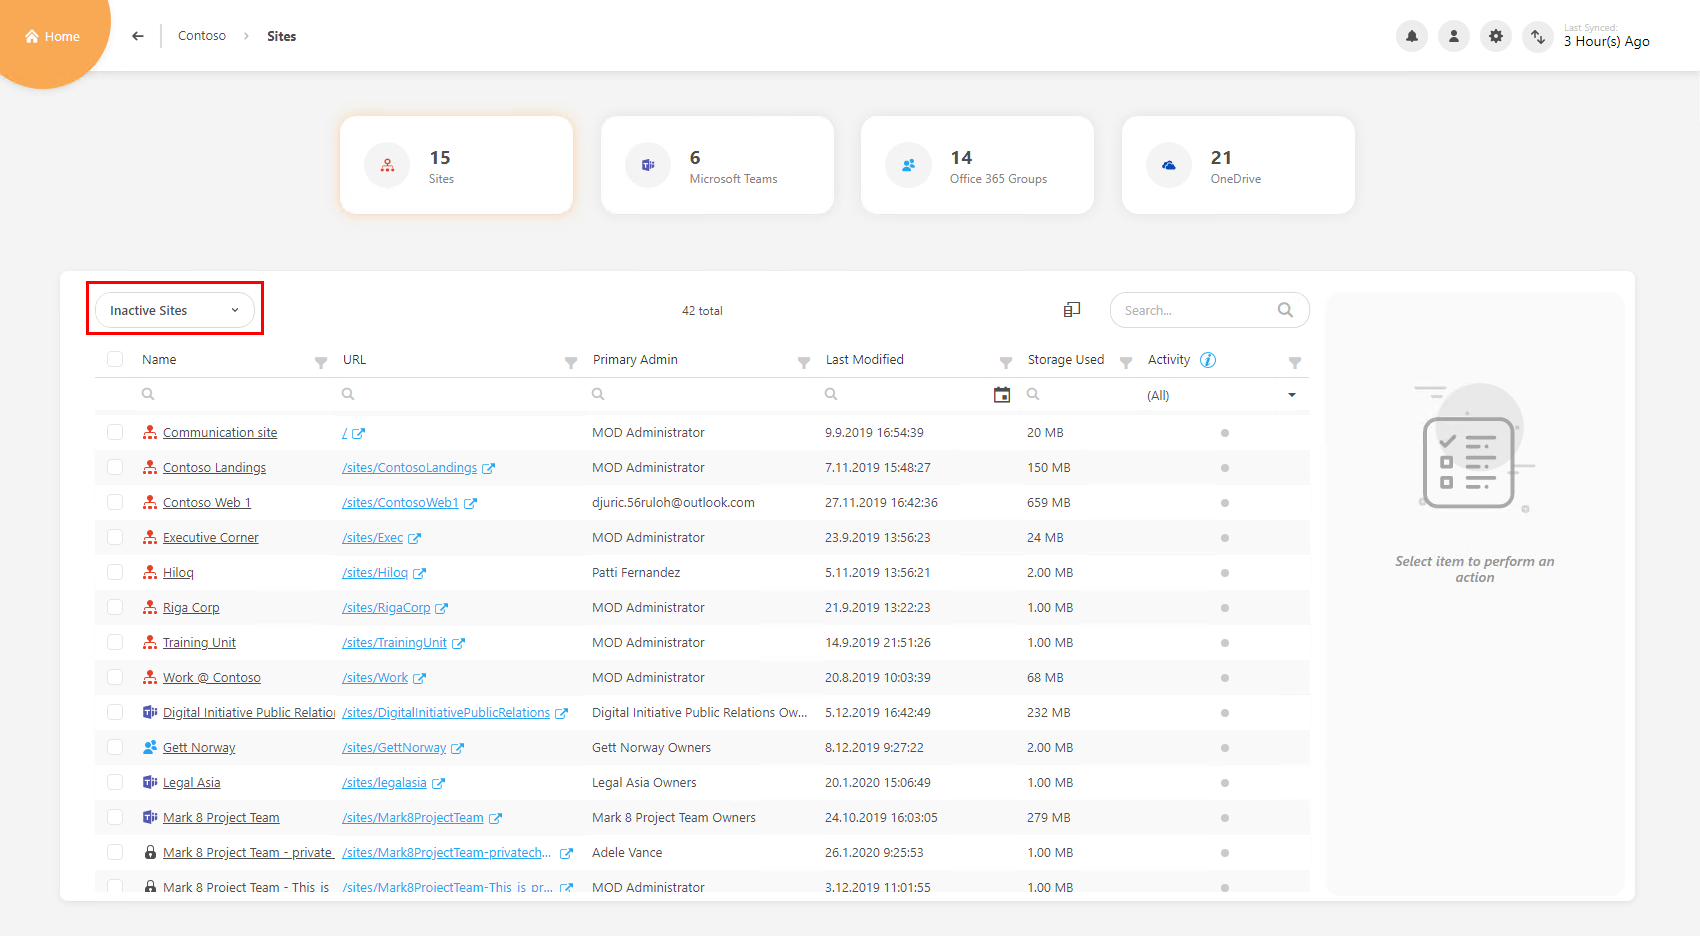 Home
Contoso > Sites
Last Synced:
3 Hour(s) Ago
15
Sites
6
Microsoft Teams
14
Office 365 Groups
21
OneDrive
Inactive Sites
42 total
Search...
Name URL Primary Admin Last Modified Storage Used Activity
(All)
Communication site / MOD Administrator 9.9.2019 16:54:39 20 MB
Contoso Landings /sites/ContosoLandings MOD Administrator 7.11.2019 15:48:27 150 MB
Contoso Web 1 /sites/ContosoWeb1 djuric.56ruloh@outlook.com 27.11.2019 16:42:36 659 MB
Executive Corner /sites/Exec MOD Administrator 23.9.2019 13:56:23 24 MB
Hiloq /sites/Hiloq Patti Fernandez 5.11.2019 13:56:21 2.00 MB
Riga Corp /sites/RigaCorp MOD Administrator 21.9.2019 13:22:23 1.00 MB
Training Unit /sites/TrainingUnit MOD Administrator 14.9.2019 21:51:26 1.00 MB
Work @ Contoso /sites/Work MOD Administrator 20.8.2019 10:03:39 68 MB
Digital Initiative Public Relation /sites/DigitalInitiativePublicRelations Digital Initiative Public Relations Ow... 5.12.2019 16:42:49 232 MB
Gett Norway /sites/GettNorway Gett Norway Owners 8.12.2019 9:27:22 2.00 MB
Legal Asia /sites/legalasia Legal Asia Owners 20.1.2020 15:06:49 1.00 MB
Mark 8 Project Team /sites/Mark8ProjectTeam Mark 8 Project Team Owners 24.10.2019 16:03:05 279 MB
Mark 8 Project Team - private /sites/Mark8ProjectTeam-privatech... Adele Vance 26.1.2020 9:25:53 1.00 MB
Mark 8 Project Team - This is /sites/Mark8ProjectTeam-This_is_pr... MOD Administrator 3.12.2019 11:01:55 1.00 MB
Select item to perform an
action